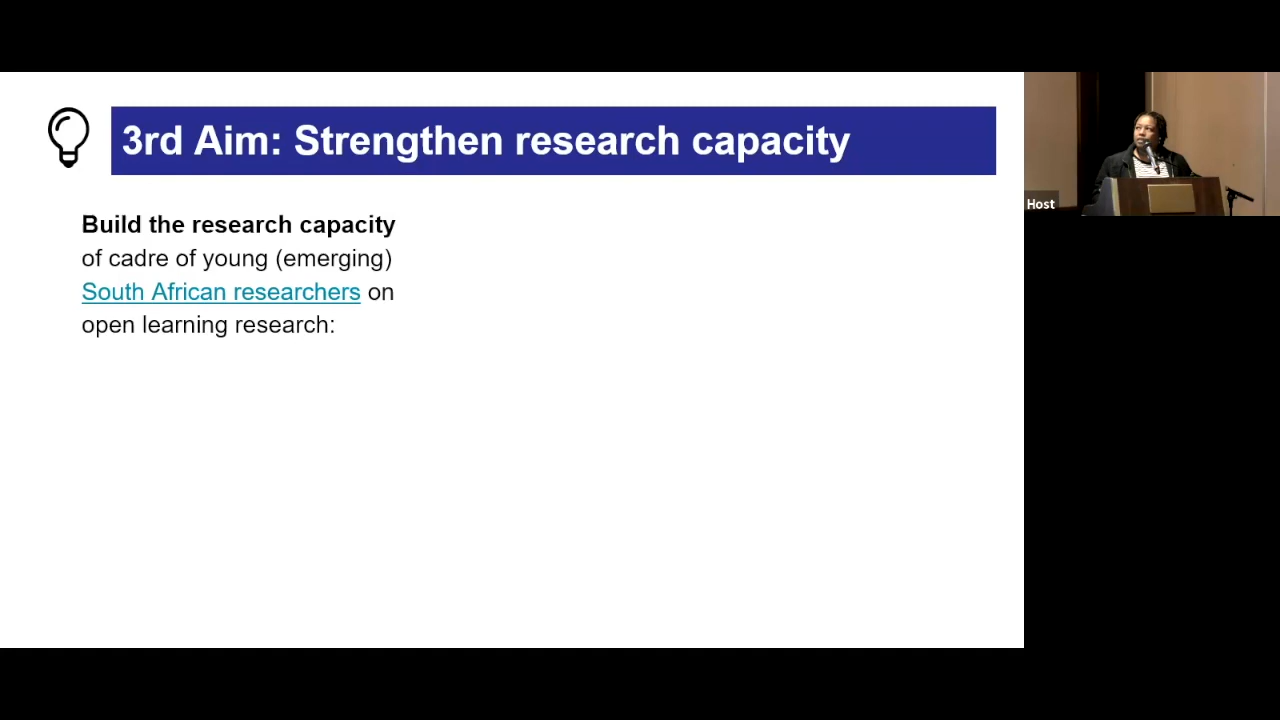 3rd Aim: Strengthen research capacity
Build the research capacity
of cadre of young (emerging)
South African researchers on
open learning research:
Host